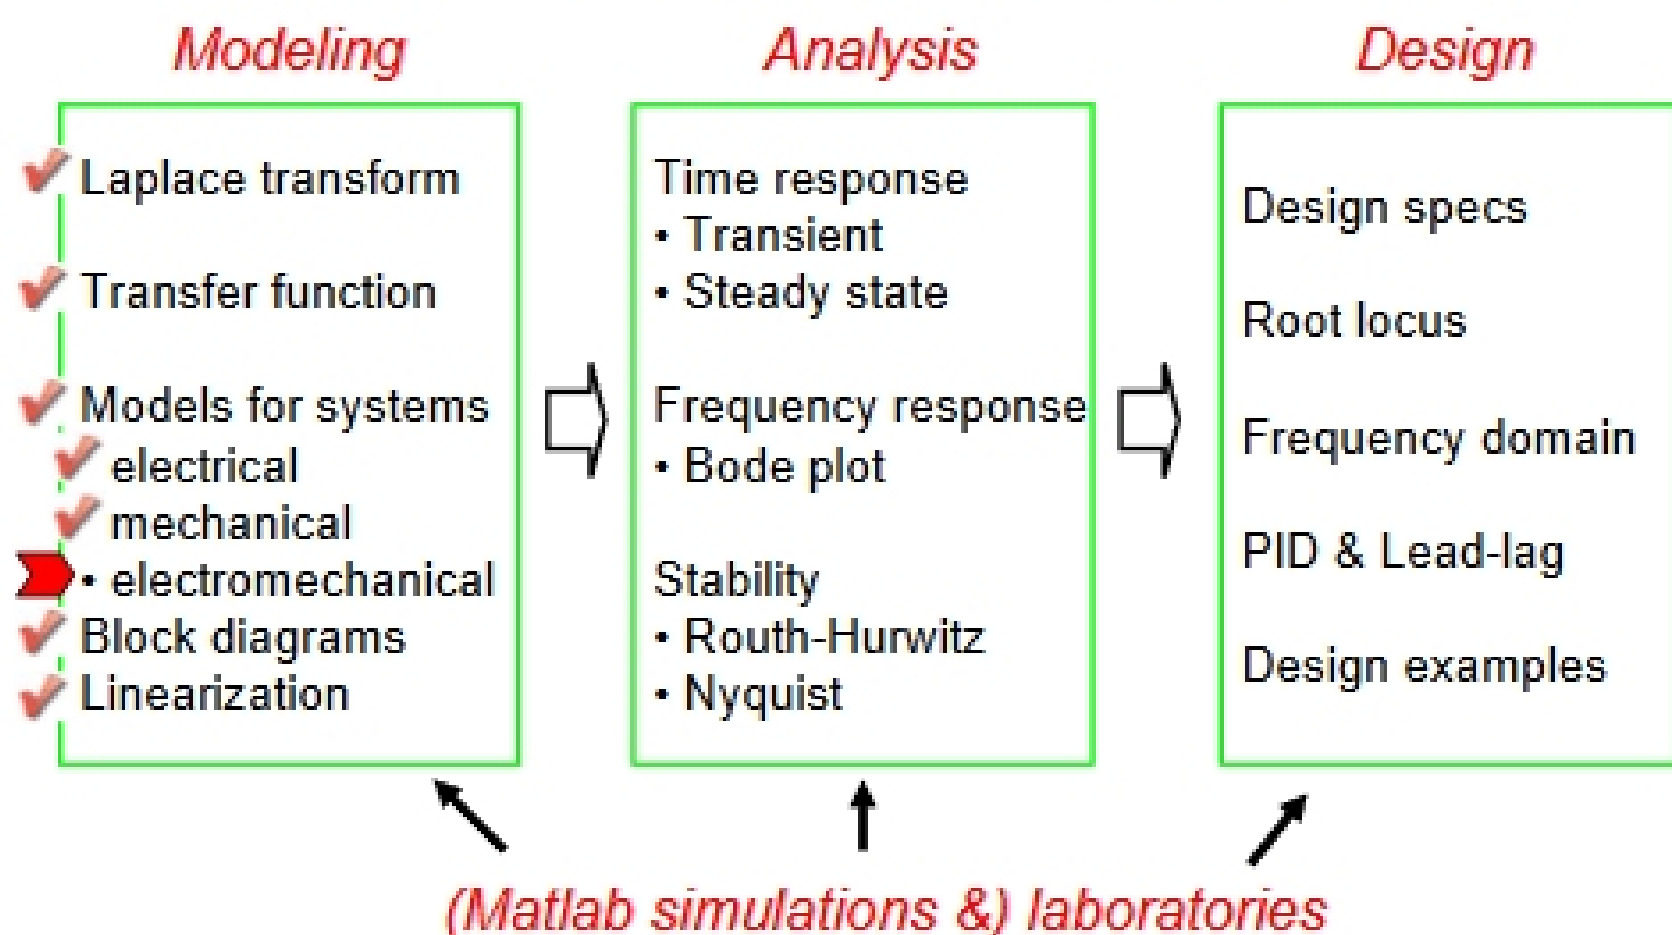 Modeling
Laplace transform
Transfer function
Models for systems
electrical
mechanical
• electromechanical
Block diagrams
Linearization
Analysis
Time response
• Transient
• Steady state
Frequency response
• Bode plot
Stability
• Routh-Hurwitz
• Nyquist
Design
Design specs
Root locus
Frequency domain
PID & Lead-lag
Design examples
(Matlab simulations &) laboratories